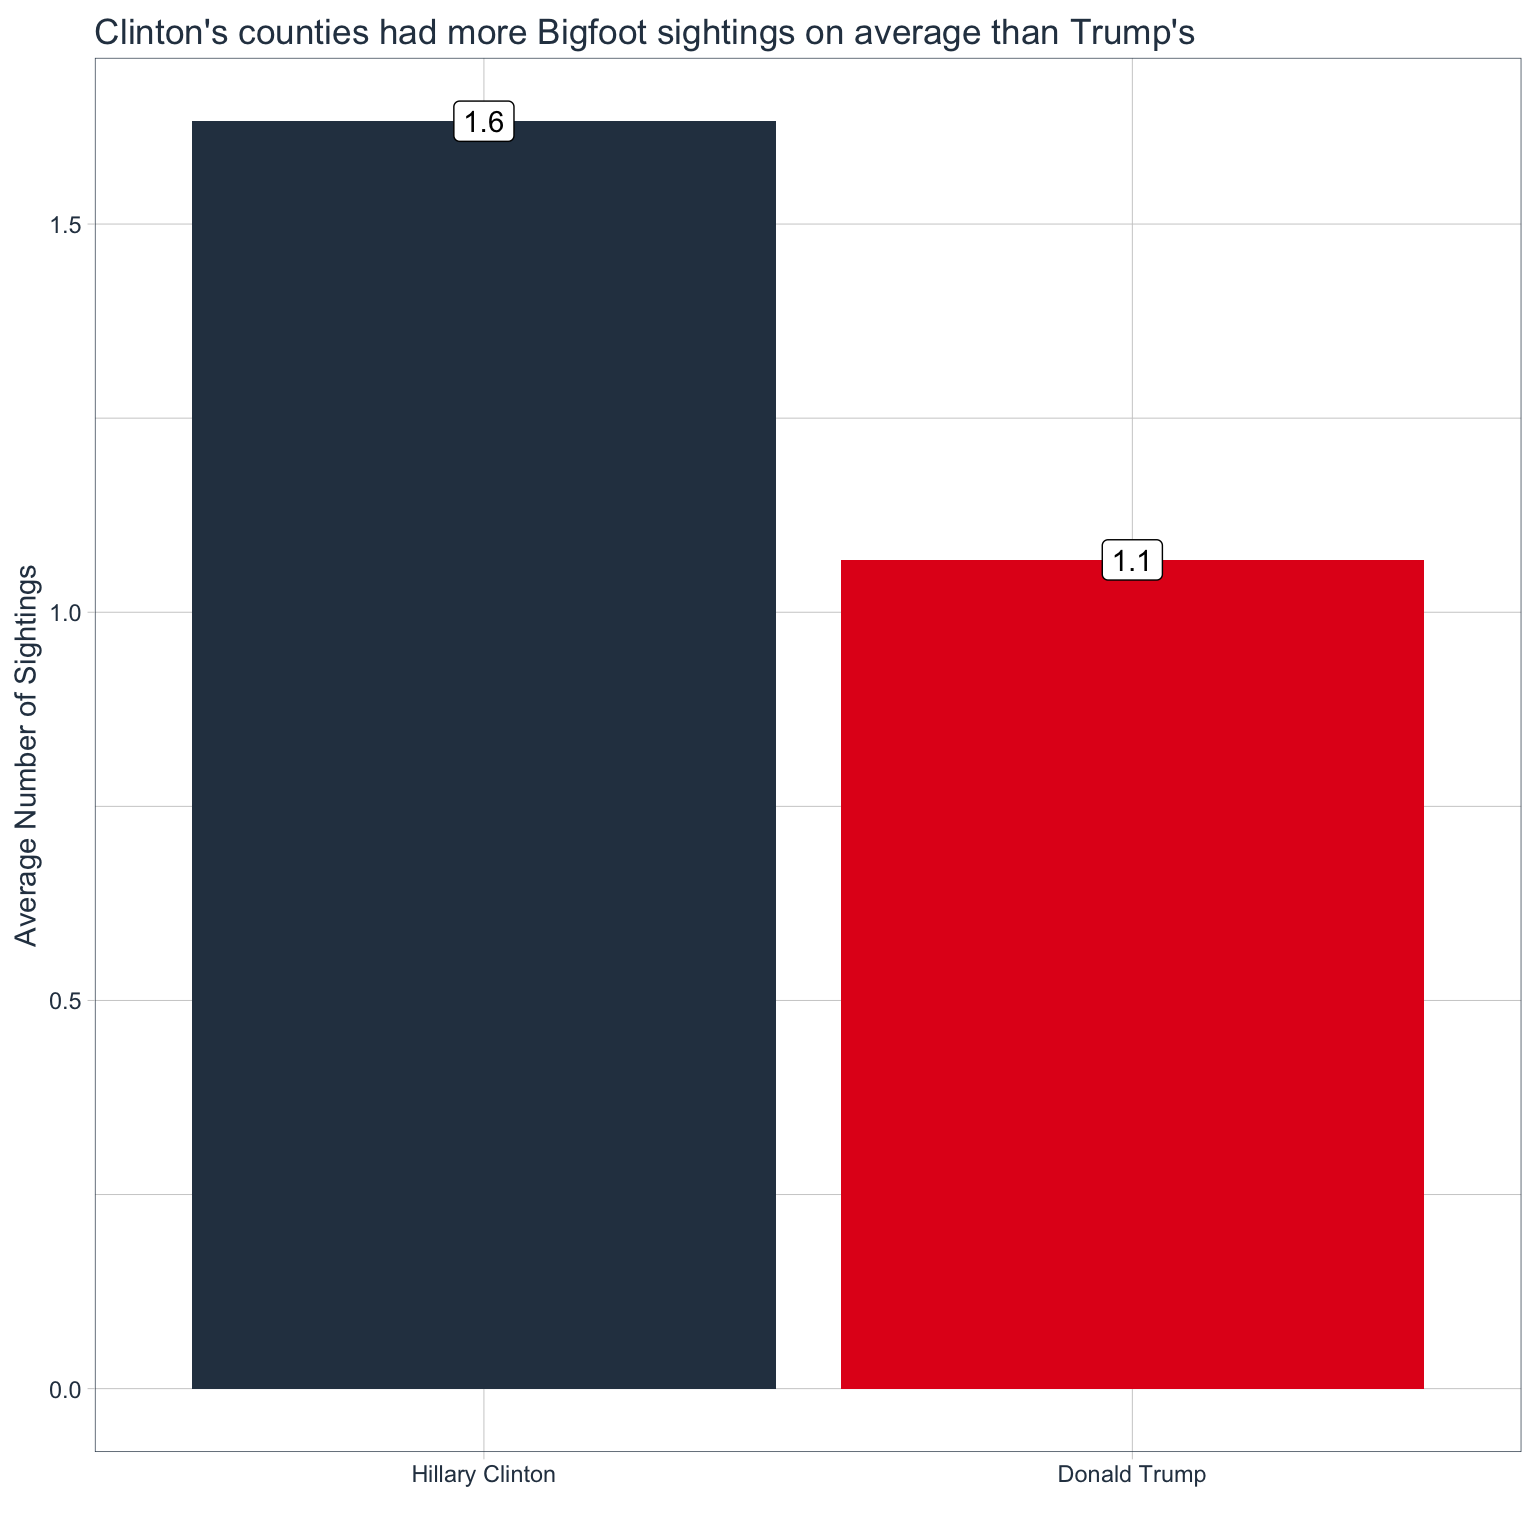 Clinton's counties had more Bigfoot sightings on average than Trump's
1.6
1.1
1.5
1.0
0.5
0.0
Average Number of Sightings
Hillary Clinton
Donald Trump